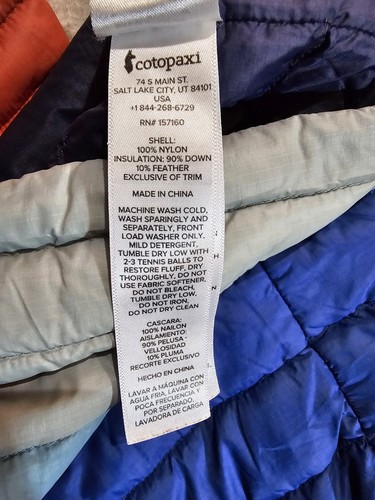 cotopaxi
74 S MAIN ST.
SALT LAKE CITY, UT 84101
USA
+1 844-268-6729
RN# 157160
SHELL:
100% NYLON
INSULATION: 90% DOWN
10% FEATHER
EXCLUSIVE OF TRIM
MADE IN CHINA
MACHINE WASH COLD,
WASH SPARINGLY AND
SEPARATELY, FRONT
LOAD WASHER ONLY.
MILD DETERGENT,
TUMBLE DRY LOW WITH
2-3 TENNIS BALLS TO
RESTORE FLUFF, DRY
THOROUGHLY, DO NOT
USE FABRIC SOFTENER,
DO NOT BLEACH,
TUMBLE DRY LOW,
DO NOT IRON,
DO NOT DRY CLEAN
CASCARA:
100% NAILON
AISLAMIENTO:
90% PELUSA -
VELLOSIDAD
10% PLUMA
RECORTE EXCLUSIVO
HECHO EN CHINA
LAVAR A MÁQUINA CON
AGUA FRIA, LAVAR CON
POCA FRECUENCIA Y
POR SEPARADO,
LAVADORA DE CARGA